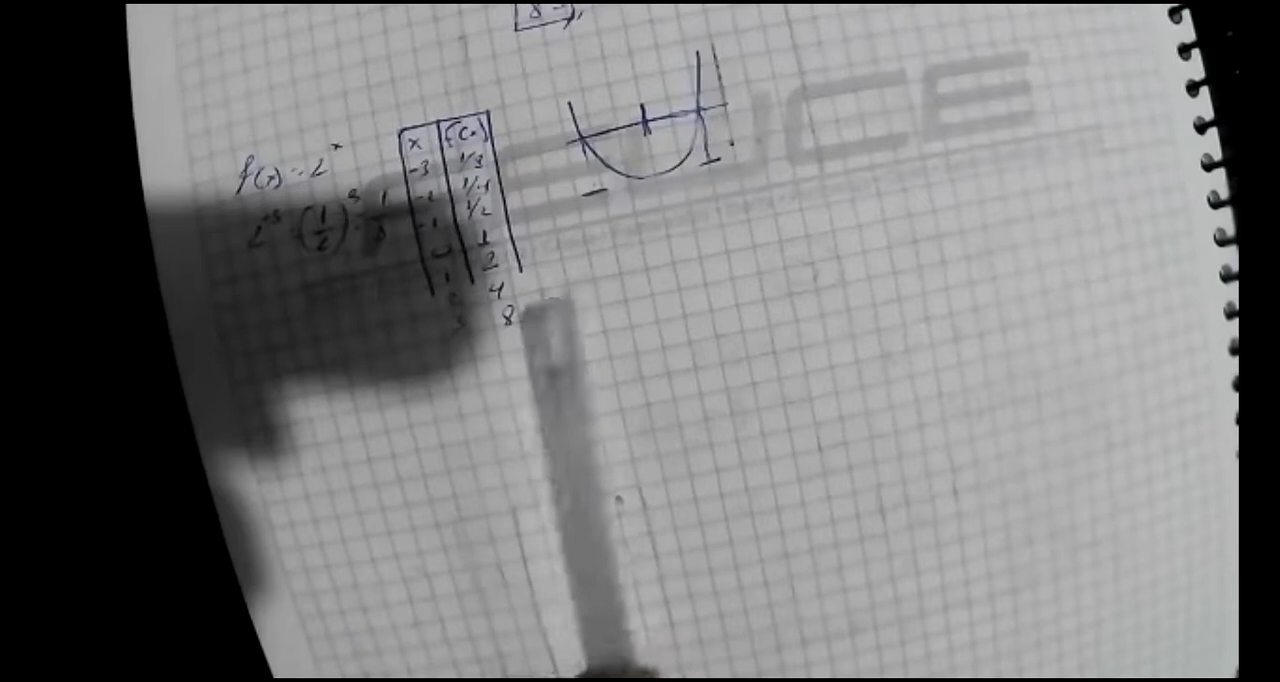 f(x) = 2^x
2^-3 = (1/2)^3 = 1/8
x f(x)
-3 1/8
-2 1/4
-1 1/2
0 1
1 2
2 4
3 8